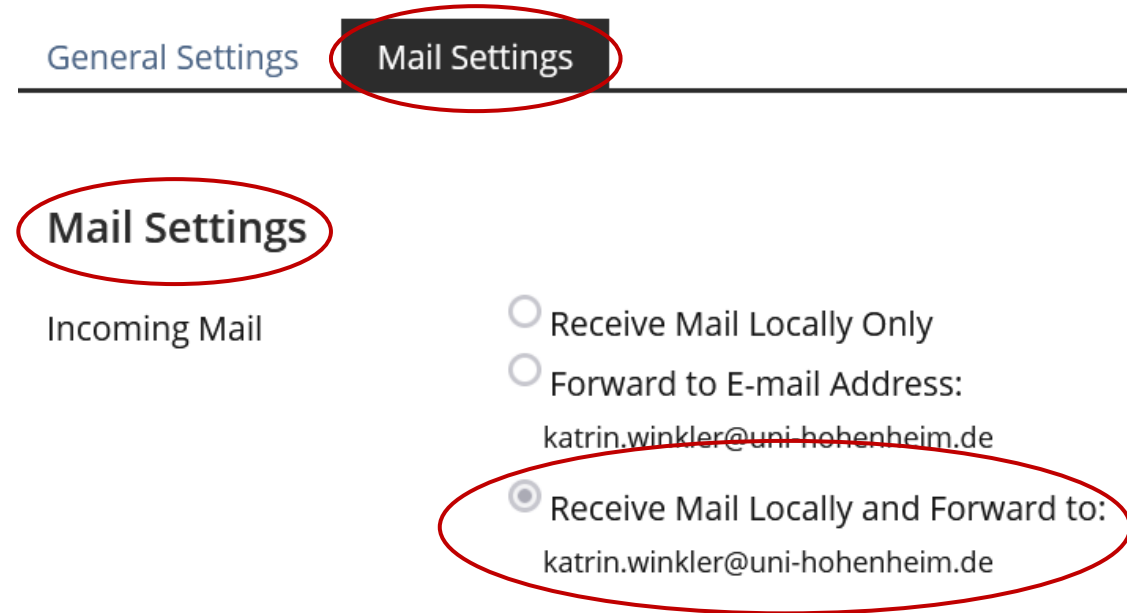 General Settings Mail Settings
Mail Settings
Incoming Mail Receive Mail Locally Only
Forward to E-mail Address:
katrin.winkler@uni-hohenheim.de
Receive Mail Locally and Forward to:
katrin.winkler@uni-hohenheim.de